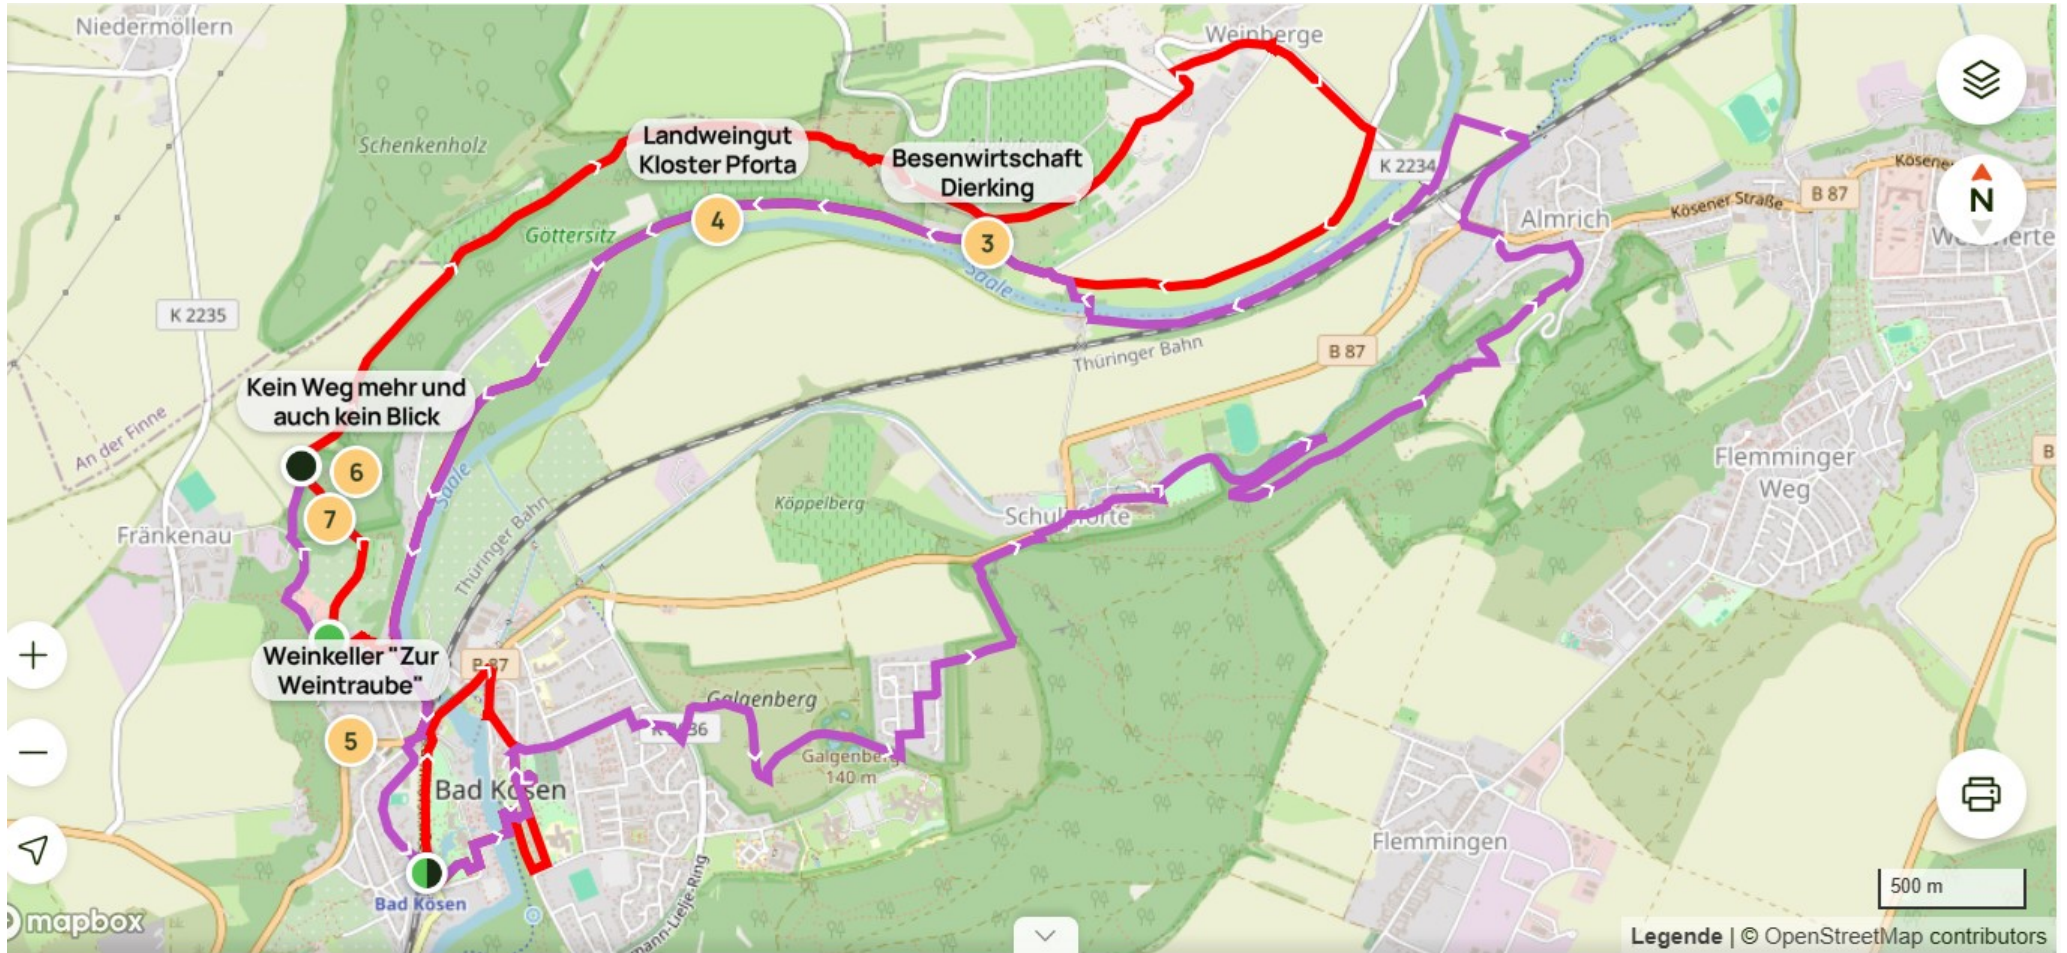 Niedermöllern
Weinberge
Schenkenholz
Landweingut
Kloster Pforta
Besenwirtschaft
Dierking
K 2234
N
Almrich
Kösener Straße
B 87
Göttersitz
4
3
Saale
K 2235
Thüringer Bahn
B 87
Kein Weg mehr und
auch kein Blick
An der Finne
6
7
Saale
Köppelberg
Flemminger
Weg
B
Fränkenau
Thüringer Bahn
Schulpforte
Weinkeller "Zur
Weintraube"
B 87
Galgenberg
5
Galgenberg
140 m
Bad Kösen
Flemmingen
Bad Kösen
mapbox
500 m
Legende | © OpenStreetMap contributors